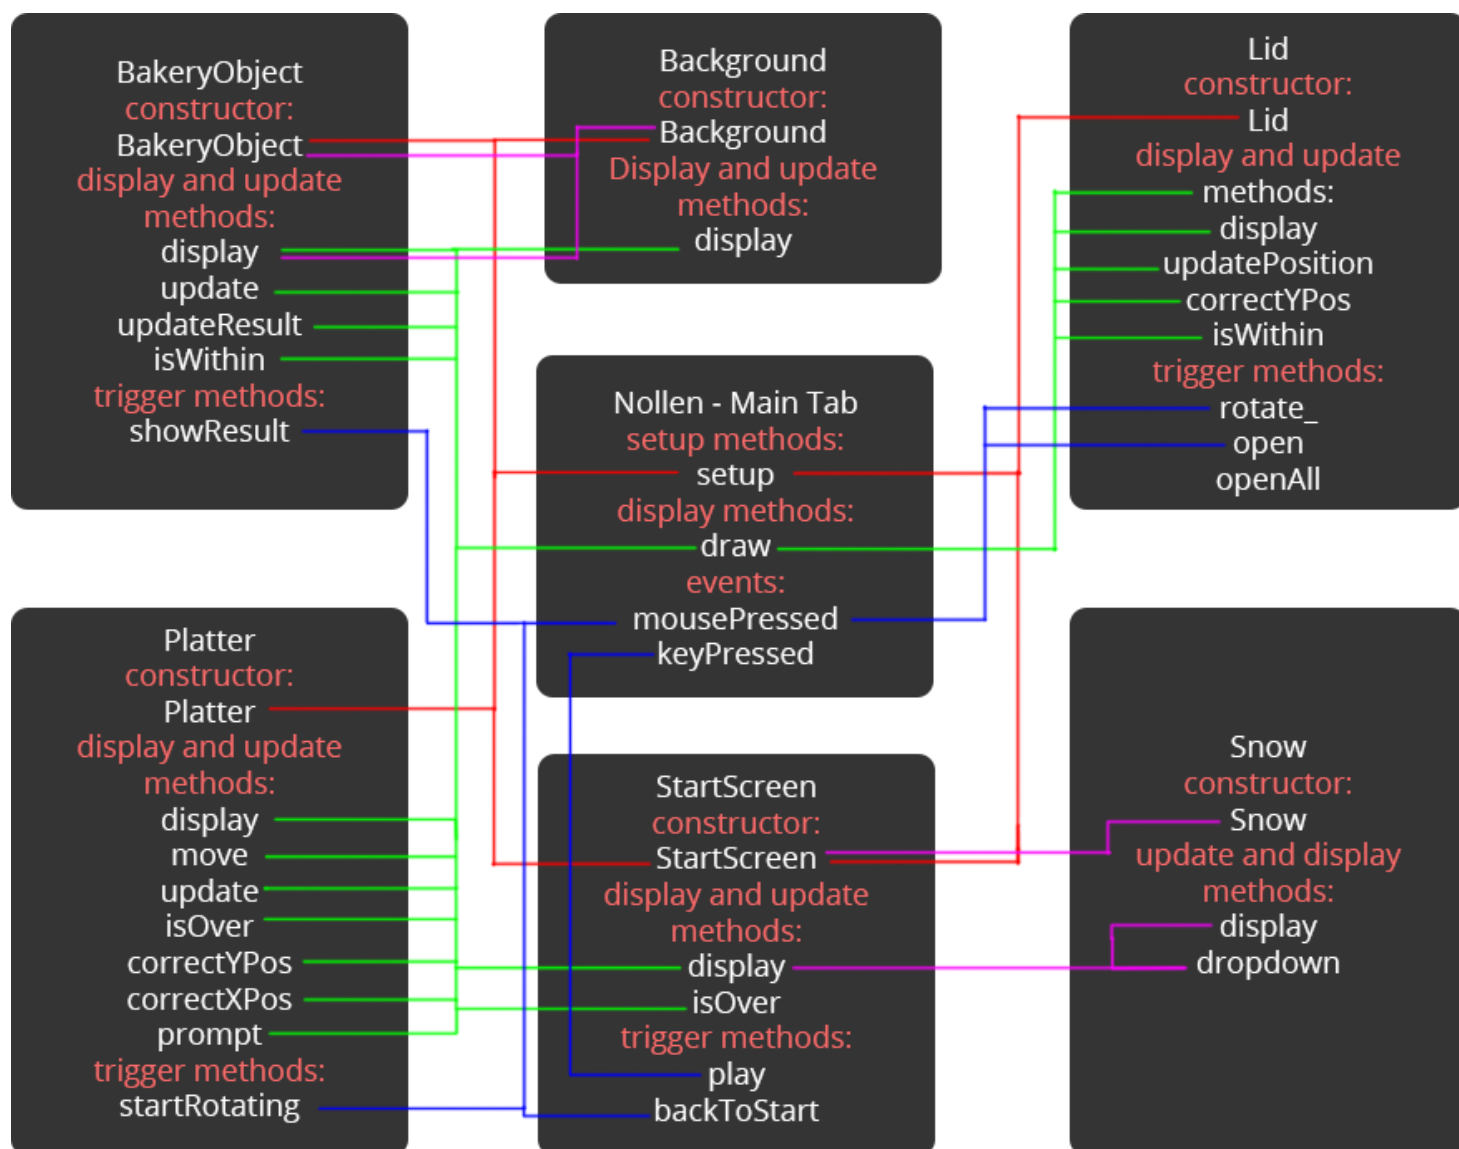 BakeryObject
constructor:
BakeryObject
display and update
methods:
display
update
updateResult
isWithin
trigger methods:
showResult
Background
constructor:
Background
Display and update
methods:
display
Lid
constructor:
Lid
display and update
methods:
display
updatePosition
correctYPos
isWithin
trigger methods:
rotate_
open
openAll
Nollen - Main Tab
setup methods:
setup
display methods:
draw
events:
mousePressed
keyPressed
Platter
constructor:
Platter
display and update
methods:
display
move
update
isOver
correctYPos
correctXPos
prompt
trigger methods:
startRotating
StartScreen
constructor:
StartScreen
display and update
methods:
display
isOver
trigger methods:
play
backToStart
Snow
constructor:
Snow
update and display
methods:
display
dropdown